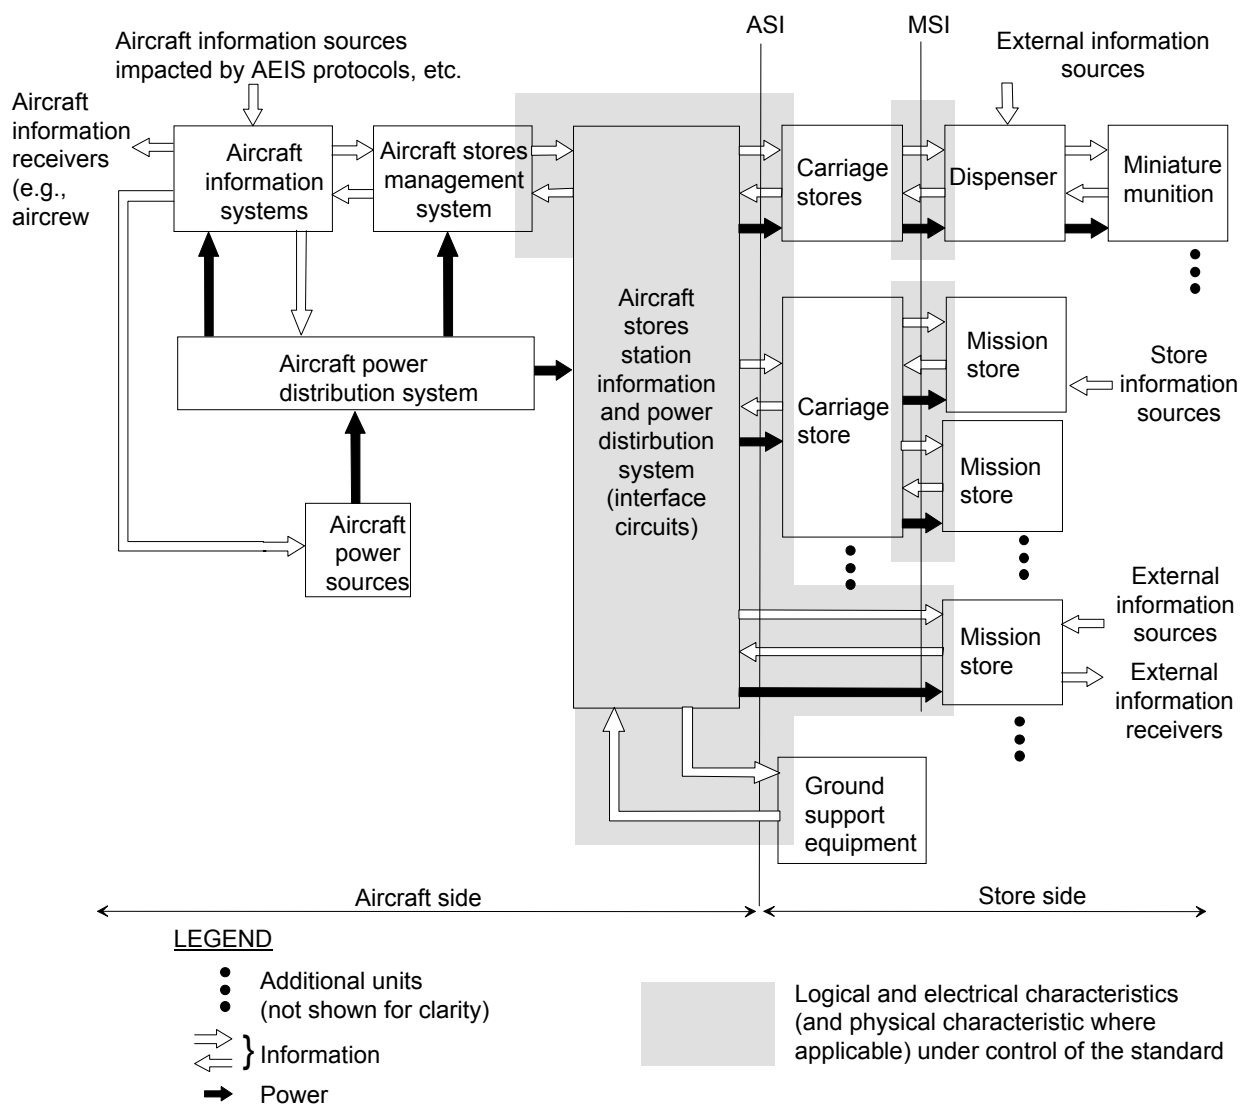 ASI
MSI
Aircraft information sources
impacted by AEIS protocols, etc.
External information
sources
Aircraft
information
receivers
(e.g.,
aircrew
Aircraft
information
systems
Aircraft stores
management
system
Carriage
stores
Dispenser
Miniature
munition
Aircraft
stores
station
information
and power
distirbution
system
(interface
circuits)
Aircraft power
distribution system
Carriage
store
Mission
store
Store
information
sources
Mission
store
Aircraft
power
sources
Mission
store
External
information
sources
External
information
receivers
Ground
support
equipment
Aircraft side
Store side
LEGEND
Additional units
(not shown for clarity)
} Information
Power
Logical and electrical characteristics
(and physical characteristic where
applicable) under control of the standard